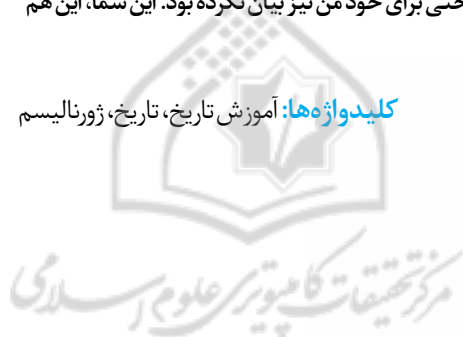 حتی برای خود من نیز بیان نکرده بود. این شما، این هم
کلیدواژه‌ها: آموزش تاریخ، تاریخ، ژورنالیسم
مرکز تحقیقات کامپیوتری علوم اسلامی